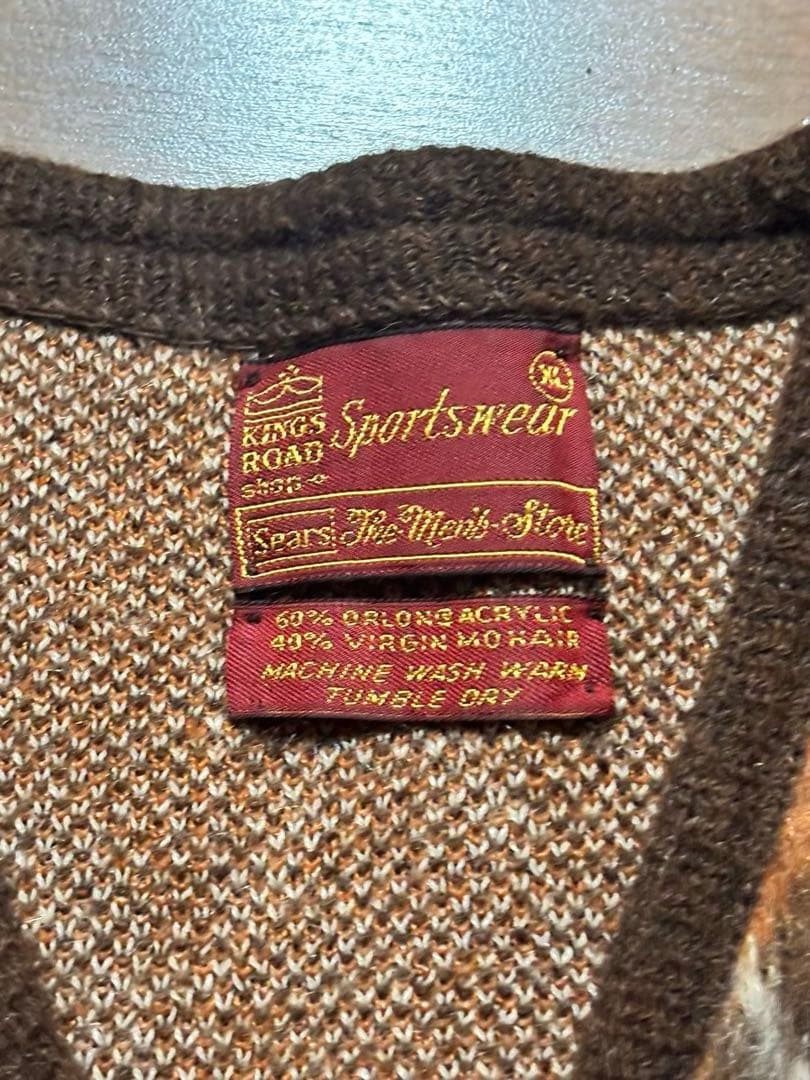 XL
KINGS
ROAD
shop
Sportswear
Sears The Men's Store
60% ORLON® ACRYLIC
40% VIRGIN MOHAIR
MACHINE WASH WARM
TUMBLE DRY